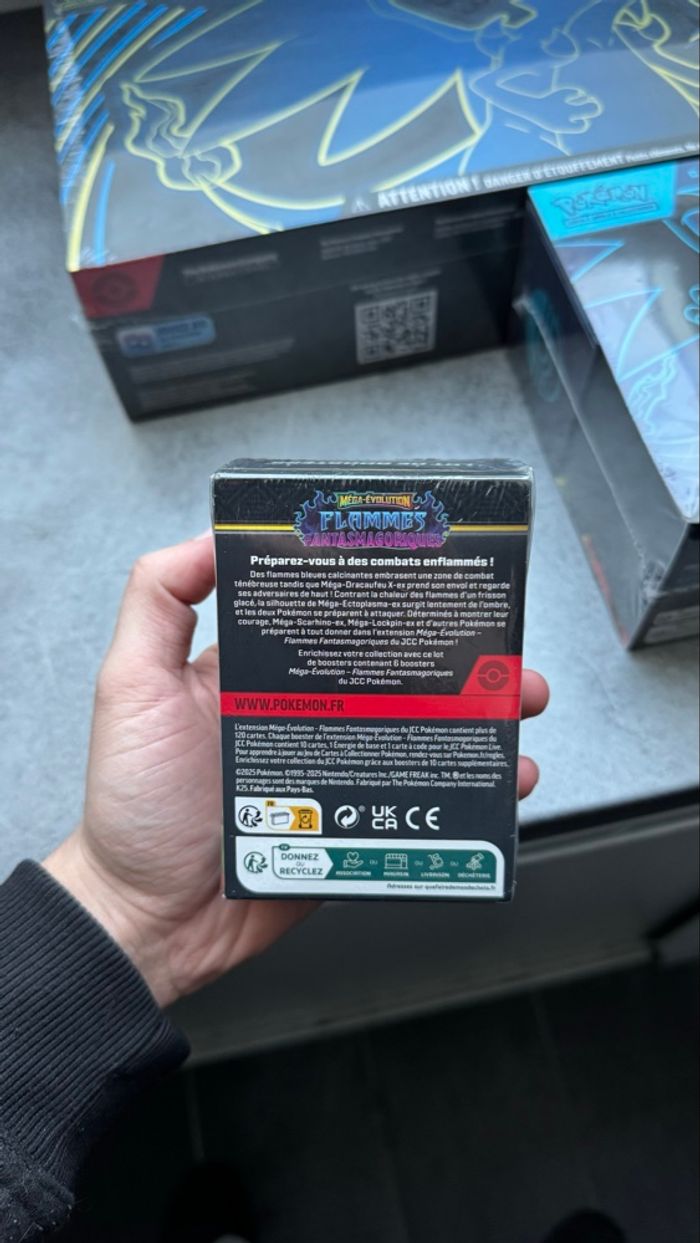 ATTENTION ! DANGER D'ÉTOUFFEMENT
POKÉMON
MÉGA-ÉVOLUTION
FLAMMES
FANTASMAGORIQUES
Préparez-vous à des combats enflammés !
Des flammes bleues calcinantes embrasent une zone de combat
ténébreuse tandis que Méga-Dracaufeu X-ex prend son envol et regarde
ses adversaires de haut ! Contrant la chaleur des flammes d'un frisson
glacé, la silhouette de Méga-Ectoplasma-ex surgit lentement de l'ombre,
et les deux Pokémon se préparent à attaquer. Déterminés à montrer leur
courage, Méga-Scarhino-ex, Méga-Lockpin-ex et d'autres Pokémon se
préparent à tout donner dans l'extension Méga-Évolution –
Flammes Fantasmagoriques du JCC Pokémon !
Enrichissez votre collection avec ce lot
de boosters contenant 6 boosters
Méga-Évolution – Flammes Fantasmagoriques
du JCC Pokémon.
WWW.POKEMON.FR
L'extension Méga-Évolution – Flammes Fantasmagoriques du JCC Pokémon contient plus de
120 cartes. Chaque booster de l'extension Méga-Évolution – Flammes Fantasmagoriques du
JCC Pokémon contient 10 cartes, 1 Énergie de base et 1 carte à code pour le JCC Pokémon Live.
Pour apprendre à jouer au Jeu de Cartes à Collectionner Pokémon, rendez-vous sur Pokemon.fr/regles.
Enrichissez votre collection du JCC Pokémon grâce aux boosters de 10 cartes supplémentaires.
©2025 Pokémon. ©1995-2025 Nintendo/Creatures Inc./GAME FREAK inc. TM, ® et les noms des
personnages sont des marques de Nintendo. Fabriqué par The Pokémon Company International.
K25. Fabriqué aux Pays-Bas.
FR
UK
CA
CE
FR
DONNEZ
OU
RECYCLEZ
OU
OU
OU
ASSOCIATION
MAGASIN
LIVRAISON
DÉCHÈTERIE
Adresses sur quefairedemesdechets.fr